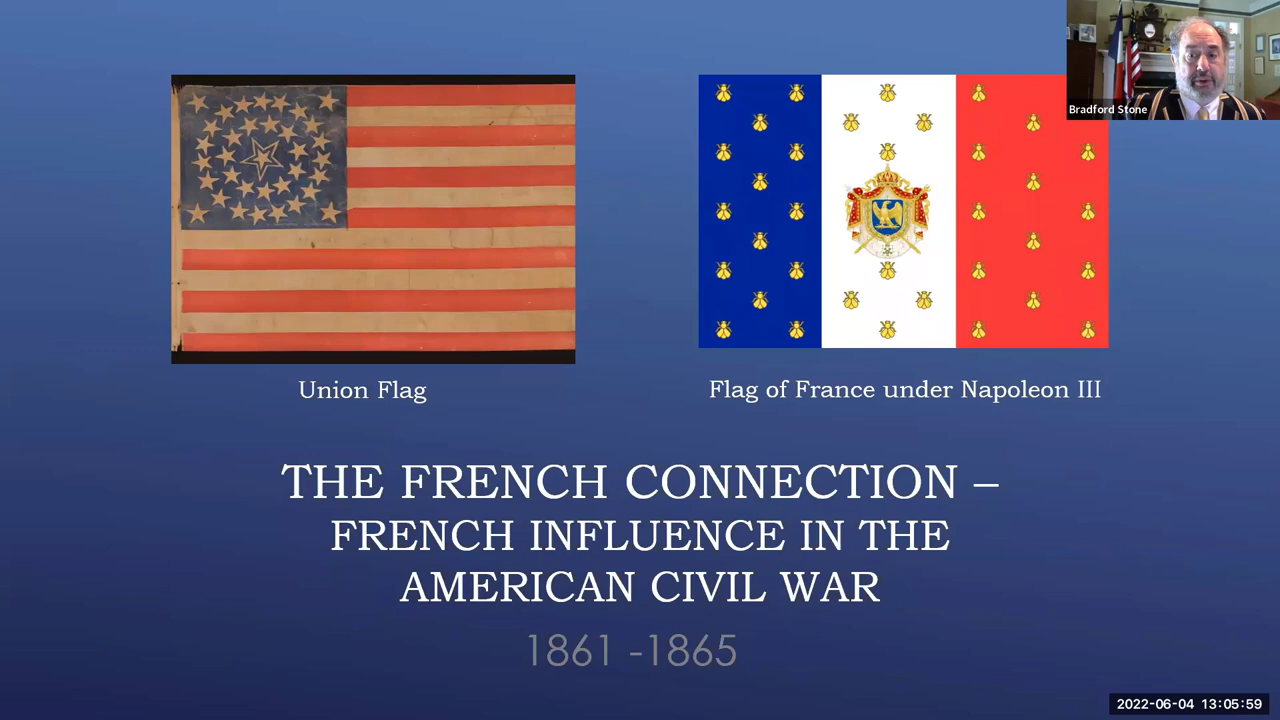 Bradford Stone
Union Flag
Flag of France under Napoleon III
THE FRENCH CONNECTION –
FRENCH INFLUENCE IN THE
AMERICAN CIVIL WAR
1861 -1865
2022-06-04 13:05:59